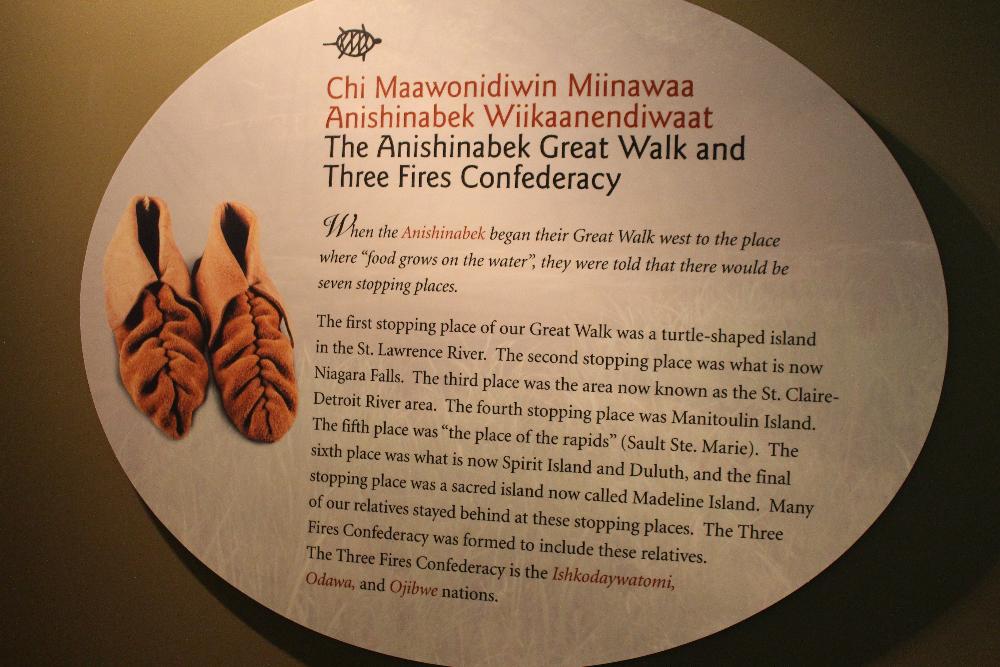 Chi Maawonidiwin Miinawaa
Anishinabek Wiikaanendiwaat
The Anishinabek Great Walk and
Three Fires Confederacy
When the Anishinabek began their Great Walk west to the place
where “food grows on the water”, they were told that there would be
seven stopping places.
The first stopping place of our Great Walk was a turtle-shaped island
in the St. Lawrence River. The second stopping place was what is now
Niagara Falls. The third place was the area now known as the St. Claire-
Detroit River area. The fourth stopping place was Manitoulin Island.
The fifth place was “the place of the rapids” (Sault Ste. Marie). The
sixth place was what is now Spirit Island and Duluth, and the final
stopping place was a sacred island now called Madeline Island. Many
of our relatives stayed behind at these stopping places. The Three
Fires Confederacy was formed to include these relatives.
The Three Fires Confederacy is the Ishkodaywatomi,
Odawa, and Ojibwe nations.